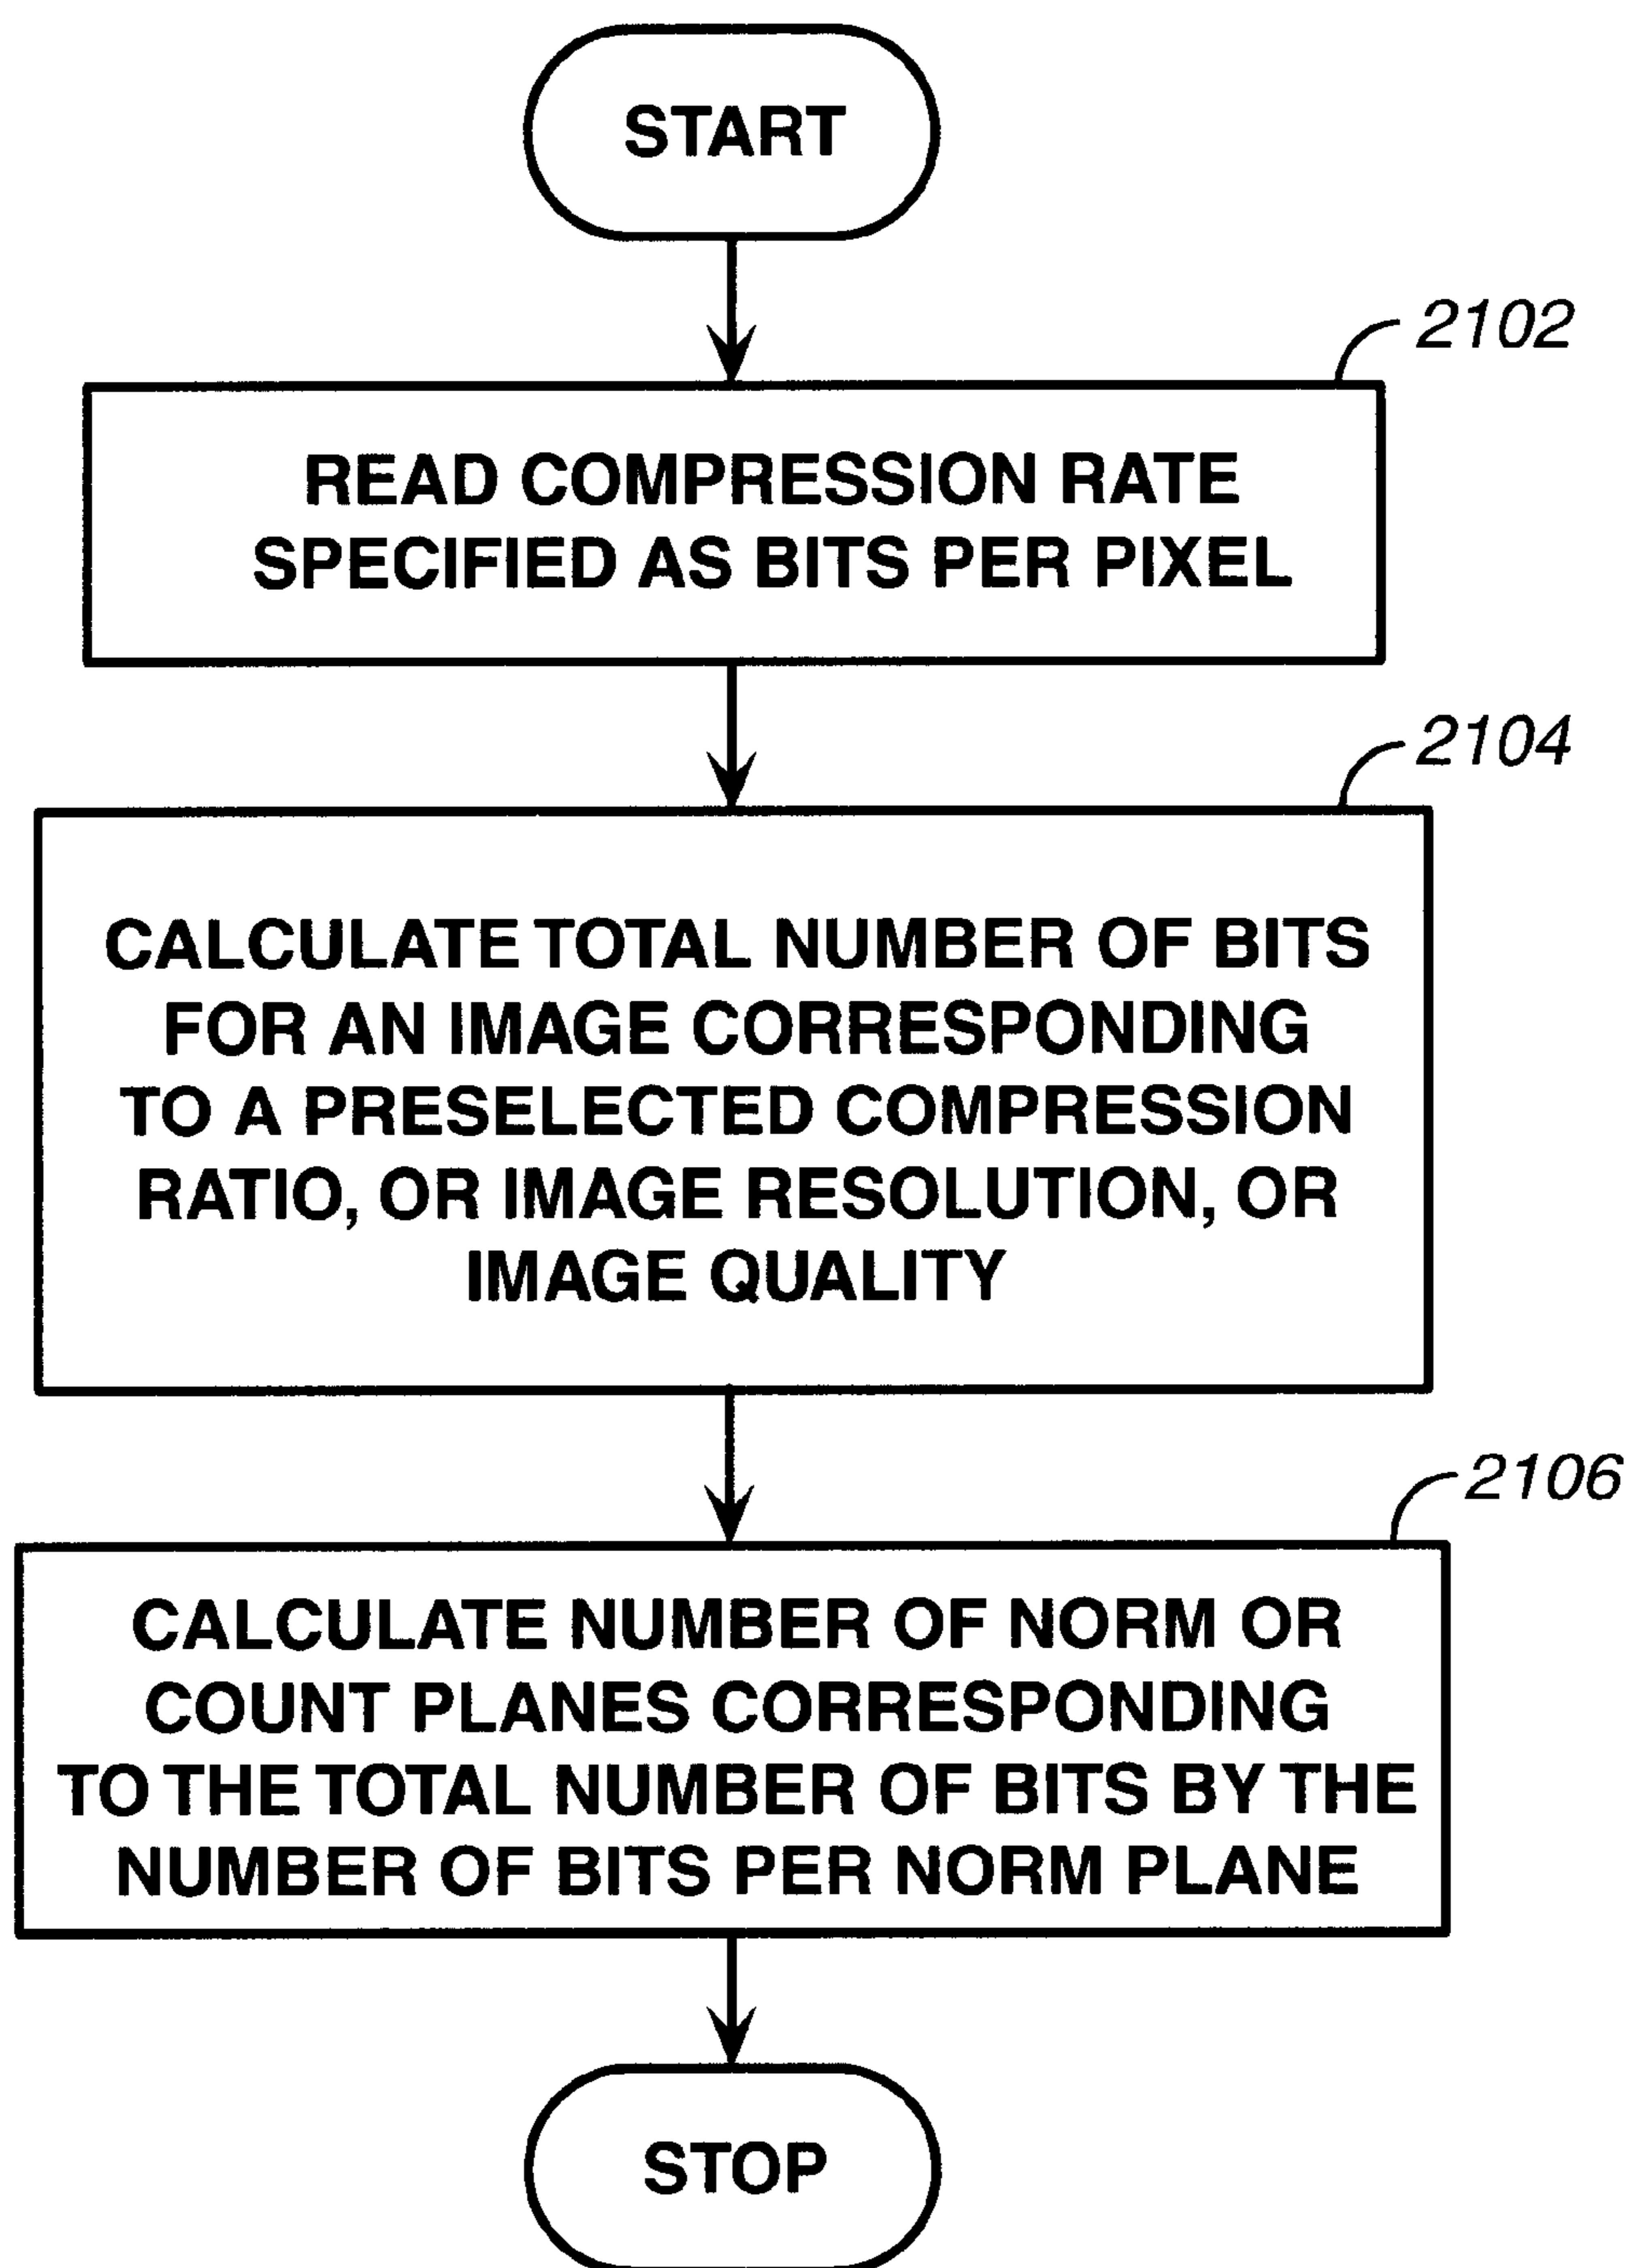 START
2102
READ COMPRESSION RATE
SPECIFIED AS BITS PER PIXEL
2104
CALCULATE TOTAL NUMBER OF BITS
FOR AN IMAGE CORRESPONDING
TO A PRESELECTED COMPRESSION
RATIO, OR IMAGE RESOLUTION, OR
IMAGE QUALITY
2106
CALCULATE NUMBER OF NORM OR
COUNT PLANES CORRESPONDING
TO THE TOTAL NUMBER OF BITS BY THE
NUMBER OF BITS PER NORM PLANE
STOP